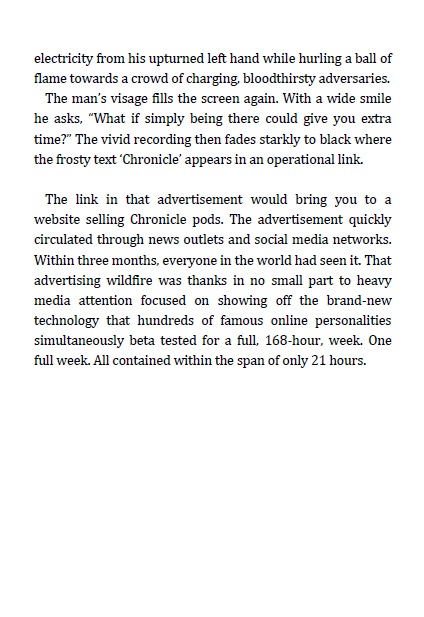 electricity from his upturned left hand while hurling a ball of
flame towards a crowd of charging, bloodthirsty adversaries.
The man’s visage fills the screen again. With a wide smile
he asks, “What if simply being there could give you extra
time?” The vivid recording then fades starkly to black where
the frosty text ‘Chronicle’ appears in an operational link.
The link in that advertisement would bring you to a
website selling Chronicle pods. The advertisement quickly
circulated through news outlets and social media networks.
Within three months, everyone in the world had seen it. That
advertising wildfire was thanks in no small part to heavy
media attention focused on showing off the brand-new
technology that hundreds of famous online personalities
simultaneously beta tested for a full, 168-hour, week. One
full week. All contained within the span of only 21 hours.